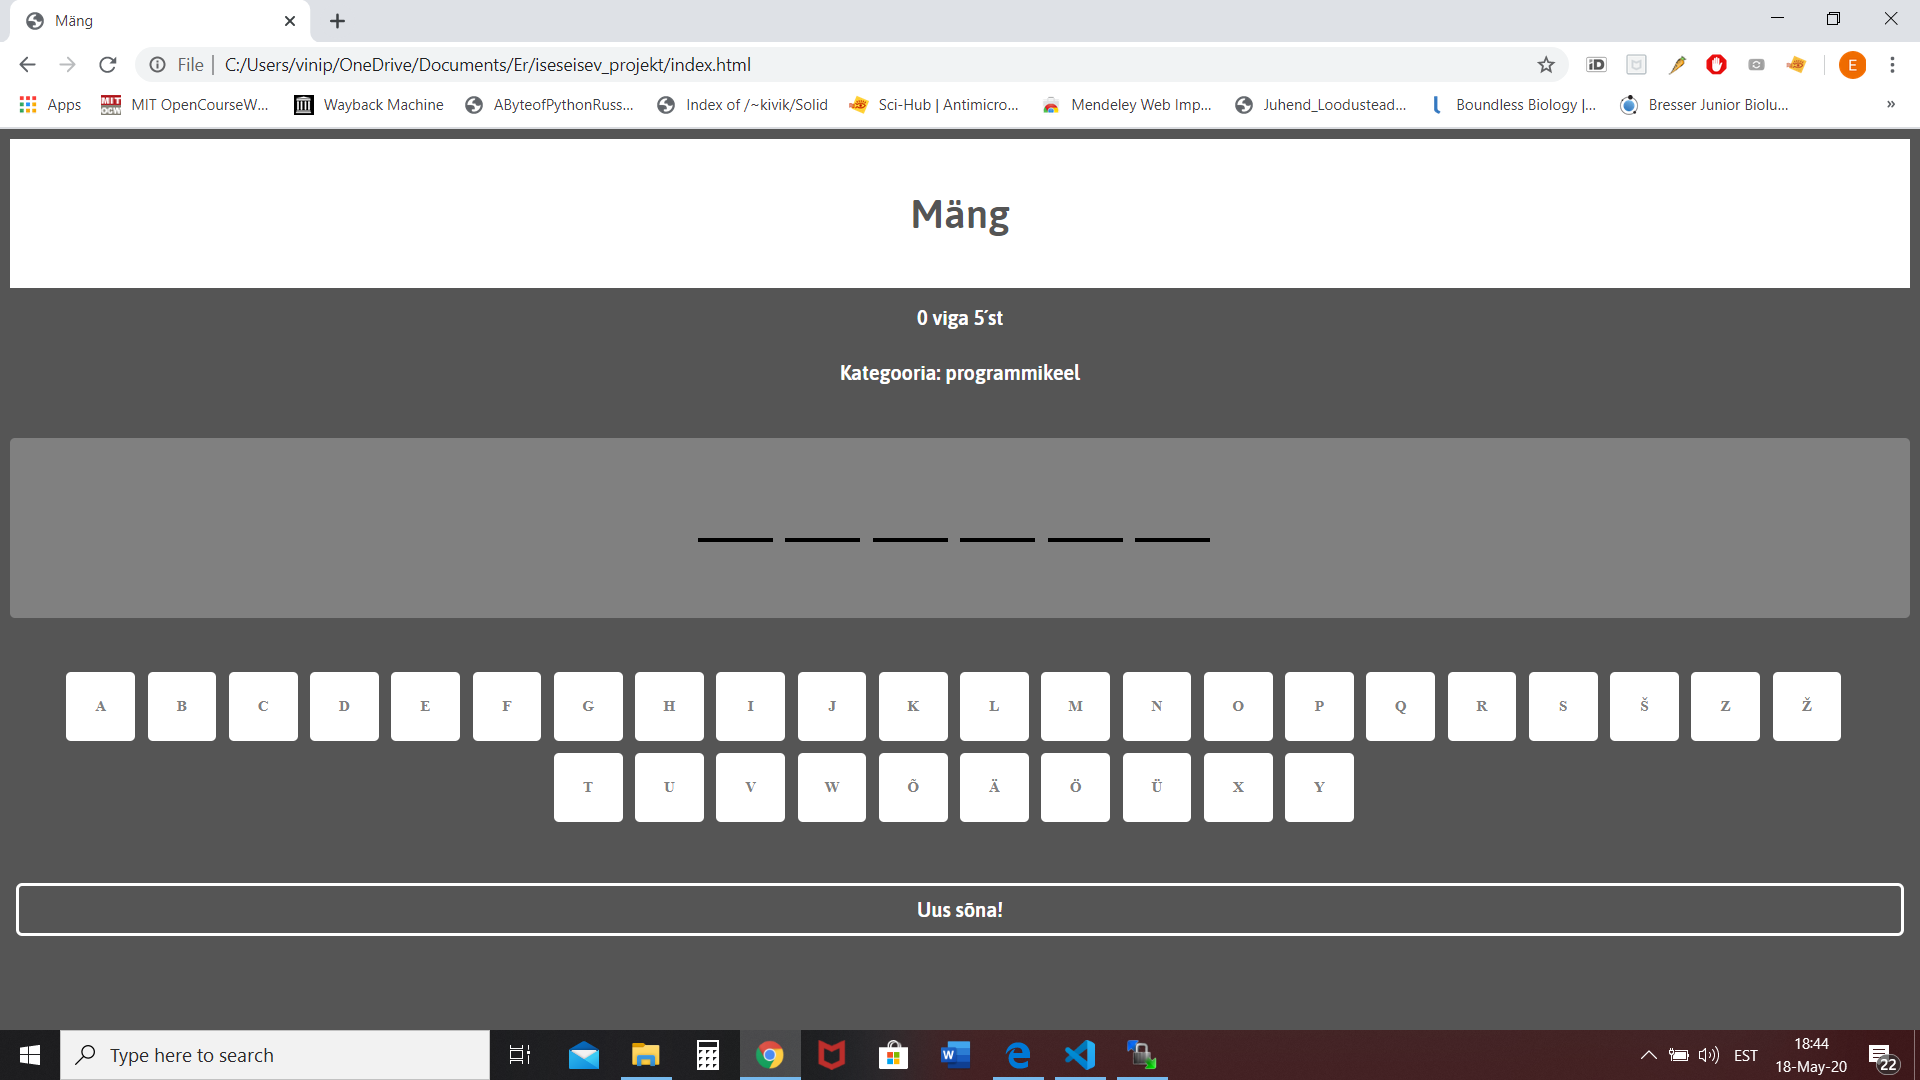 Mäng
File | C:/Users/vinip/OneDrive/Documents/Er/iseseisev_projekt/index.html
E
Apps MIT OpenCourseW... Wayback Machine AByteofPythonRuss... Index of /~kivik/Solid Sci-Hub | Antimicro... Mendeley Web Imp... Juhend_Loodustead... Boundless Biology |... Bresser Junior Biolu... »
Mäng
0 viga 5´st
Kategooria: programmikeel
A B C D E F G H I J K L M N O P Q R S Š Z Ž
T U V W Õ Ä Ö Ü X Y
Uus sõna!
Type here to search
EST
18:44
18-May-20
22